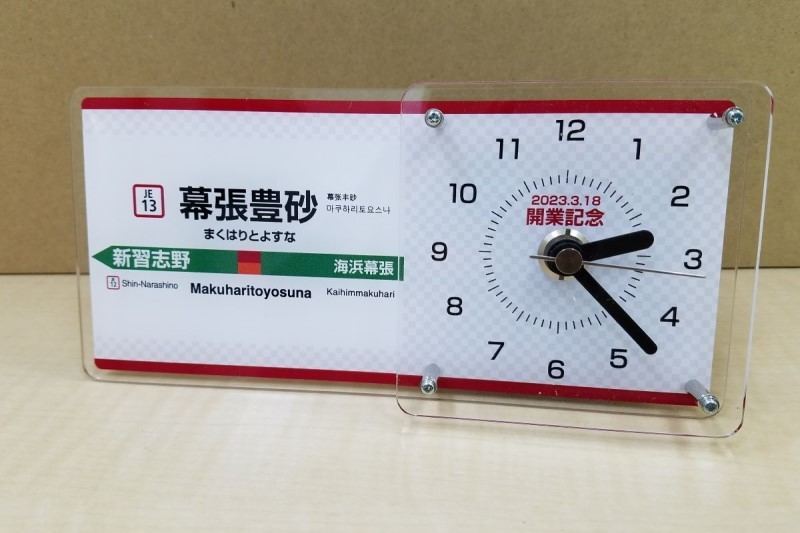 JE
13
幕張豊砂
幕张丰砂
마쿠하리토요스나
まくはりとよすな
新習志野
海浜幕張
Shin-Narashino
Makuharitoyosuna
Kaihimmakuhari
2023.3.18
開業記念
12
1
2
3
4
5
6
7
8
9
10
11